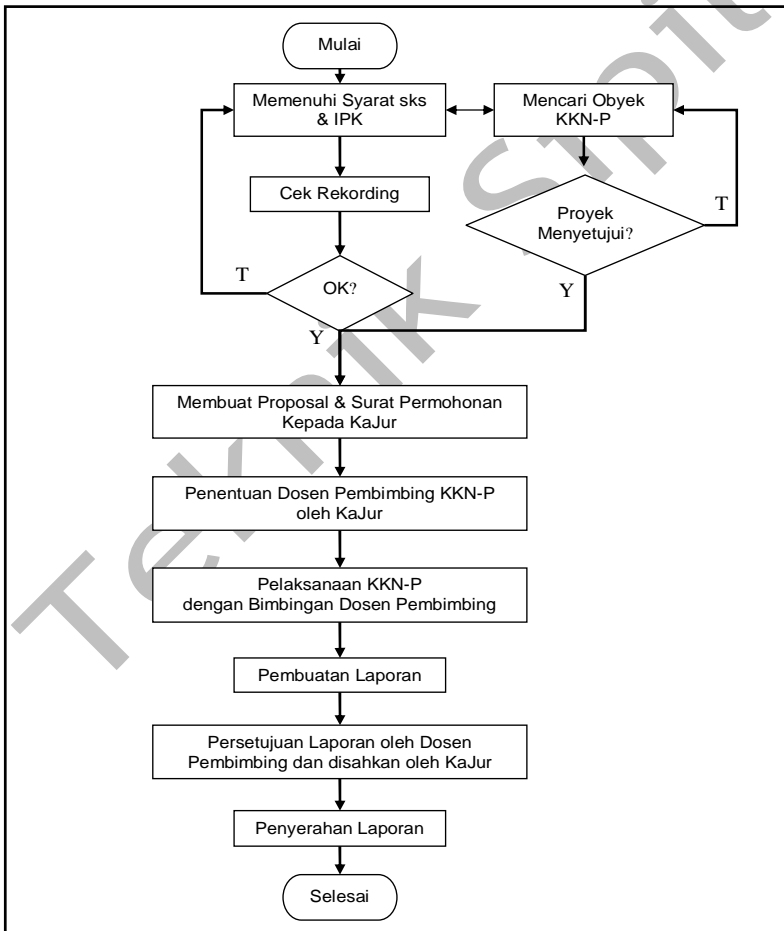 Mulai
Memenuhi Syarat sks
& IPK
Mencari Obyek
KKN-P
Cek Rekording
Proyek
Menyetujui?
T
T
OK?
Y
Y
Membuat Proposal & Surat Permohonan
Kepada KaJur
Penentuan Dosen Pembimbing KKN-P
oleh KaJur
Pelaksanaan KKN-P
dengan Bimbingan Dosen Pembimbing
Pembuatan Laporan
Persetujuan Laporan oleh Dosen
Pembimbing dan disahkan oleh KaJur
Penyerahan Laporan
Selesai
Teknik Sipil